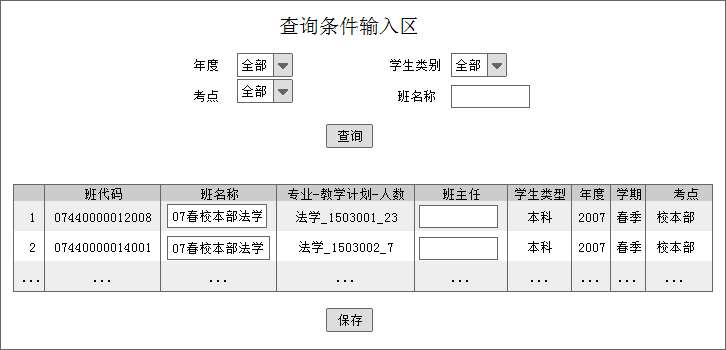 查询条件输入区
年度 全部 学生类别 全部
考点 全部 班名称
查询
班代码 班名称 专业-教学计划-人数 班主任 学生类型 年度 学期 考点
1 07440000012008 07春校本部法学 法学_1503001_23 本科 2007 春季 校本部
2 07440000014001 07春校本部法学 法学_1503002_7 本科 2007 春季 校本部
... ... ... ... ... ... ... ... ...
保存